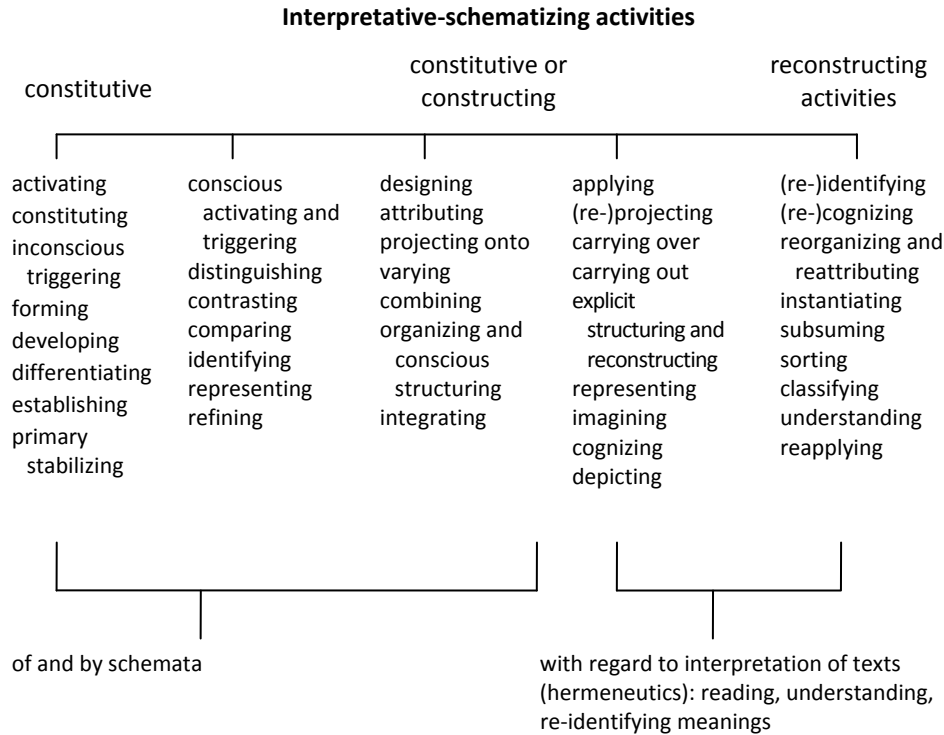 Interpretative-schematizing activities
constitutive
constitutive or
constructing
reconstructing
activities
activating
constituting
inconscious
triggering
forming
developing
differentiating
establishing
primary
stabilizing
conscious
activating and
triggering
distinguishing
contrasting
comparing
identifying
representing
refining
designing
attributing
projecting onto
varying
combining
organizing and
conscious
structuring
integrating
applying
(re-)projecting
carrying over
carrying out
explicit
structuring and
reconstructing
representing
imagining
cognizing
depicting
(re-)identifying
(re-)cognizing
reorganizing and
reattributing
instantiating
subsuming
sorting
classifying
understanding
reapplying
of and by schemata
with regard to interpretation of texts
(hermeneutics): reading, understanding,
re-identifying meanings